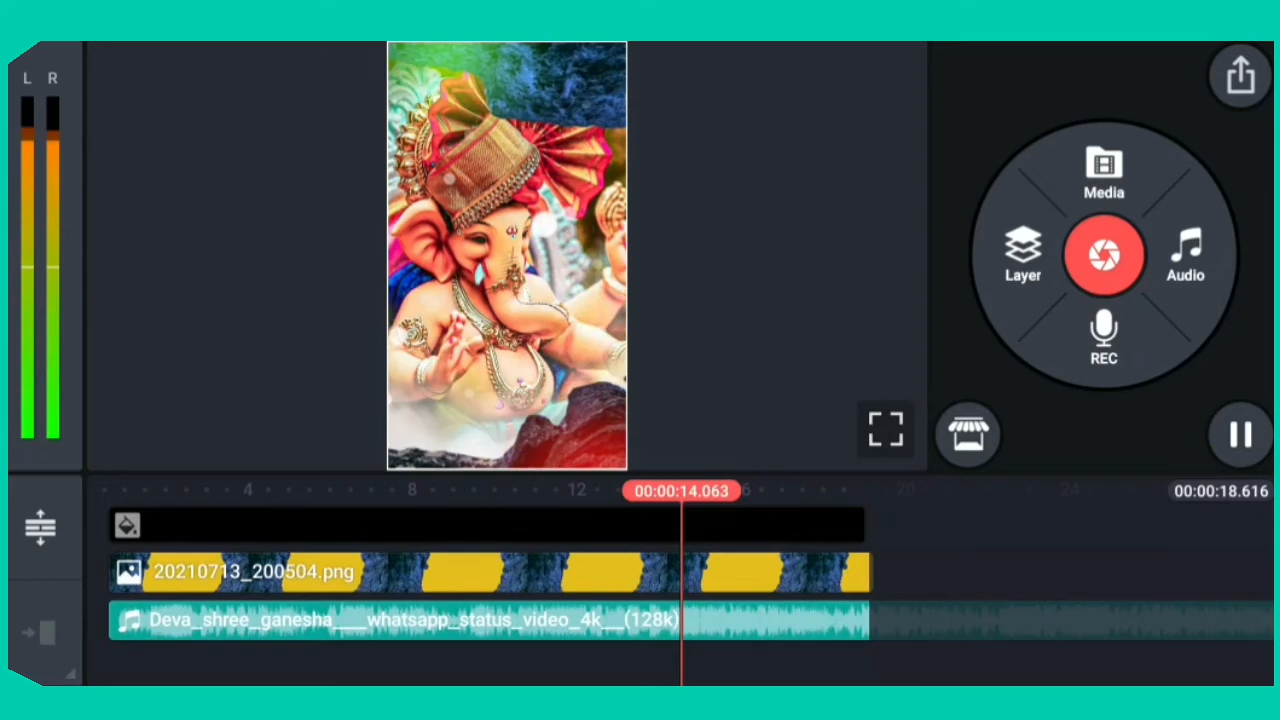 L R
Media
Layer
Audio
REC
4 8 12 00:00:14.063 6 20 24 00:00:18.616
20210713_200504.png
Deva_shree_ganesha___whatsapp_status_video_4k__(128k)